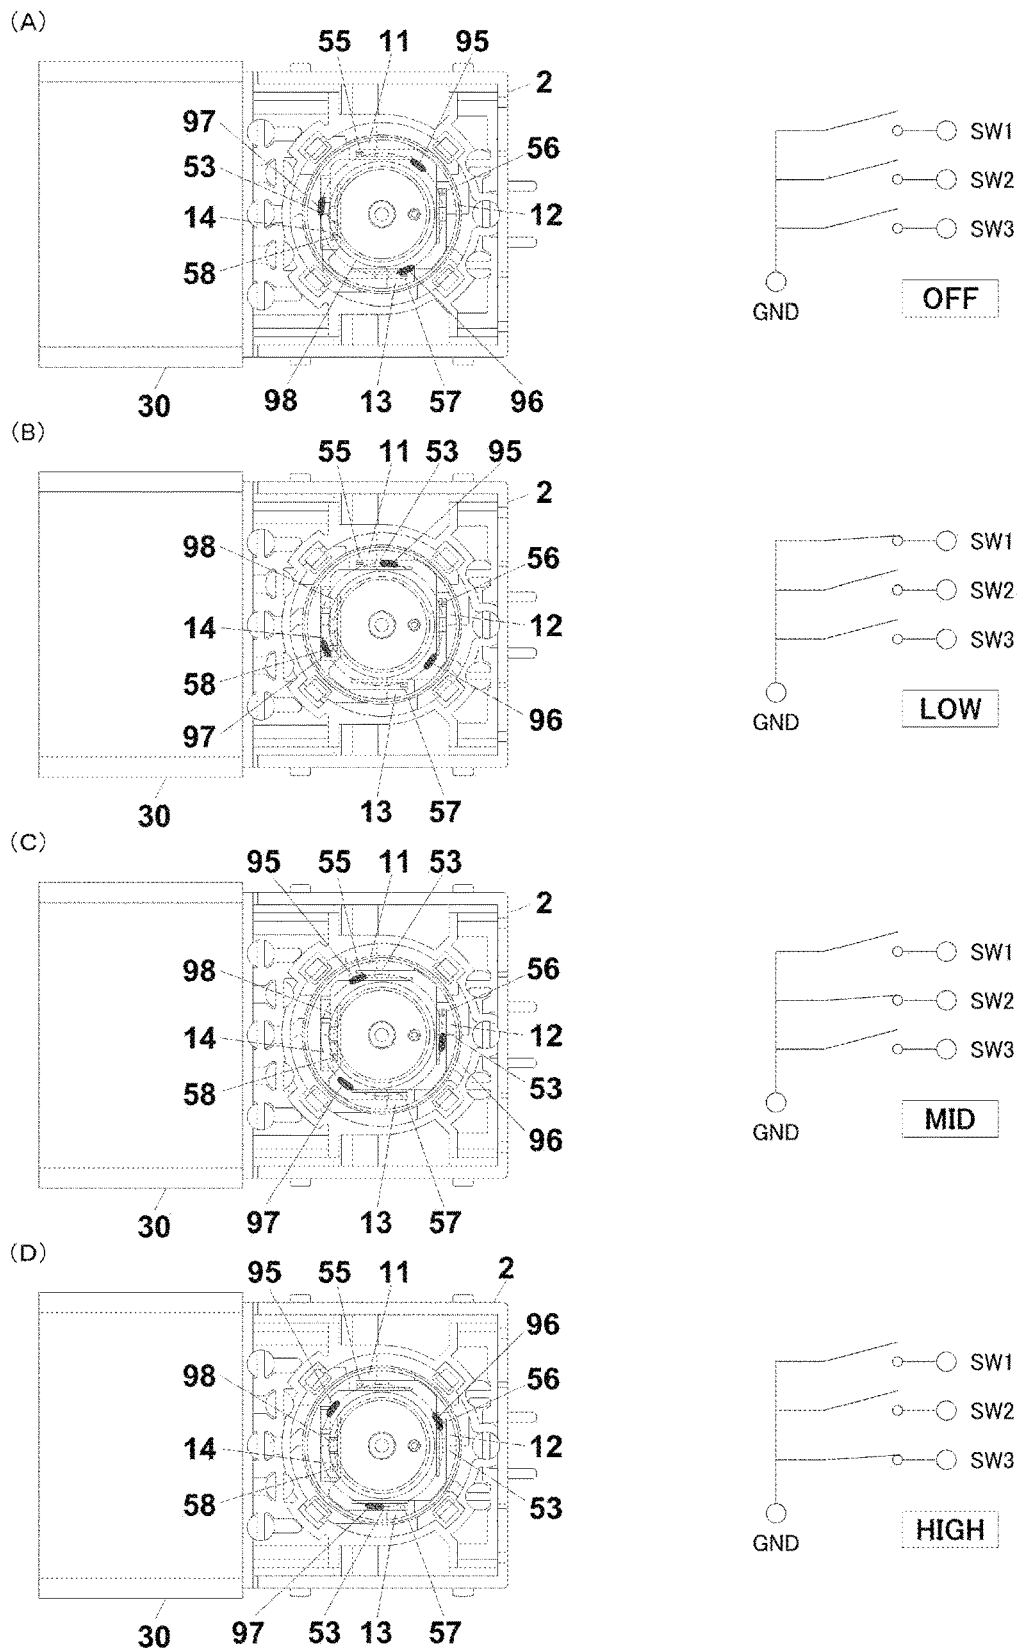 (A)
55 11 95
2
97
53
14
58
56
12
30
98 13 57 96
SW1
SW2
SW3
GND
OFF
(B)
55 11 53 95
2
98
14
58
97
56
12
96
30
13 57
SW1
SW2
SW3
GND
LOW
(C)
95 55 11 53
2
98
14
58
56
12
53
96
30
97 13 57
SW1
SW2
SW3
GND
MID
(D)
95 55 11 2
96
98
14
58
56
12
53
30
97 53 13 57
SW1
SW2
SW3
GND
HIGH